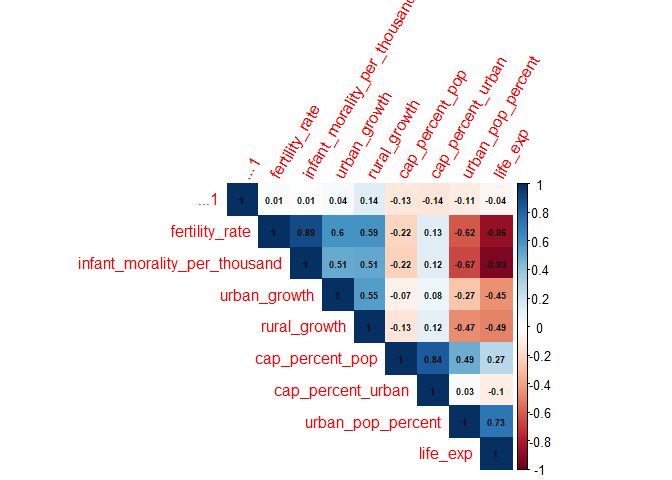 ... 1
fertility_rate
infant_morality_per_thousand
urban_growth
rural_growth
cap_percent_pop
cap_percent_urban
urban_pop_percent
life_exp
...1 1 0.01 0.01 0.04 0.14 -0.13 -0.14 -0.11 -0.04
fertility_rate 1 0.89 0.6 0.59 -0.22 0.13 -0.62 -0.86
infant_morality_per_thousand 1 0.51 0.51 -0.22 0.12 -0.67 -0.93
urban_growth 1 0.55 -0.07 0.08 -0.27 -0.45
rural_growth 1 -0.13 0.12 -0.47 -0.49
cap_percent_pop 1 0.84 0.49 0.27
cap_percent_urban 1 0.03 -0.1
urban_pop_percent 1 0.73
life_exp 1
1
0.8
0.6
0.4
0.2
0
-0.2
-0.4
-0.6
-0.8
-1